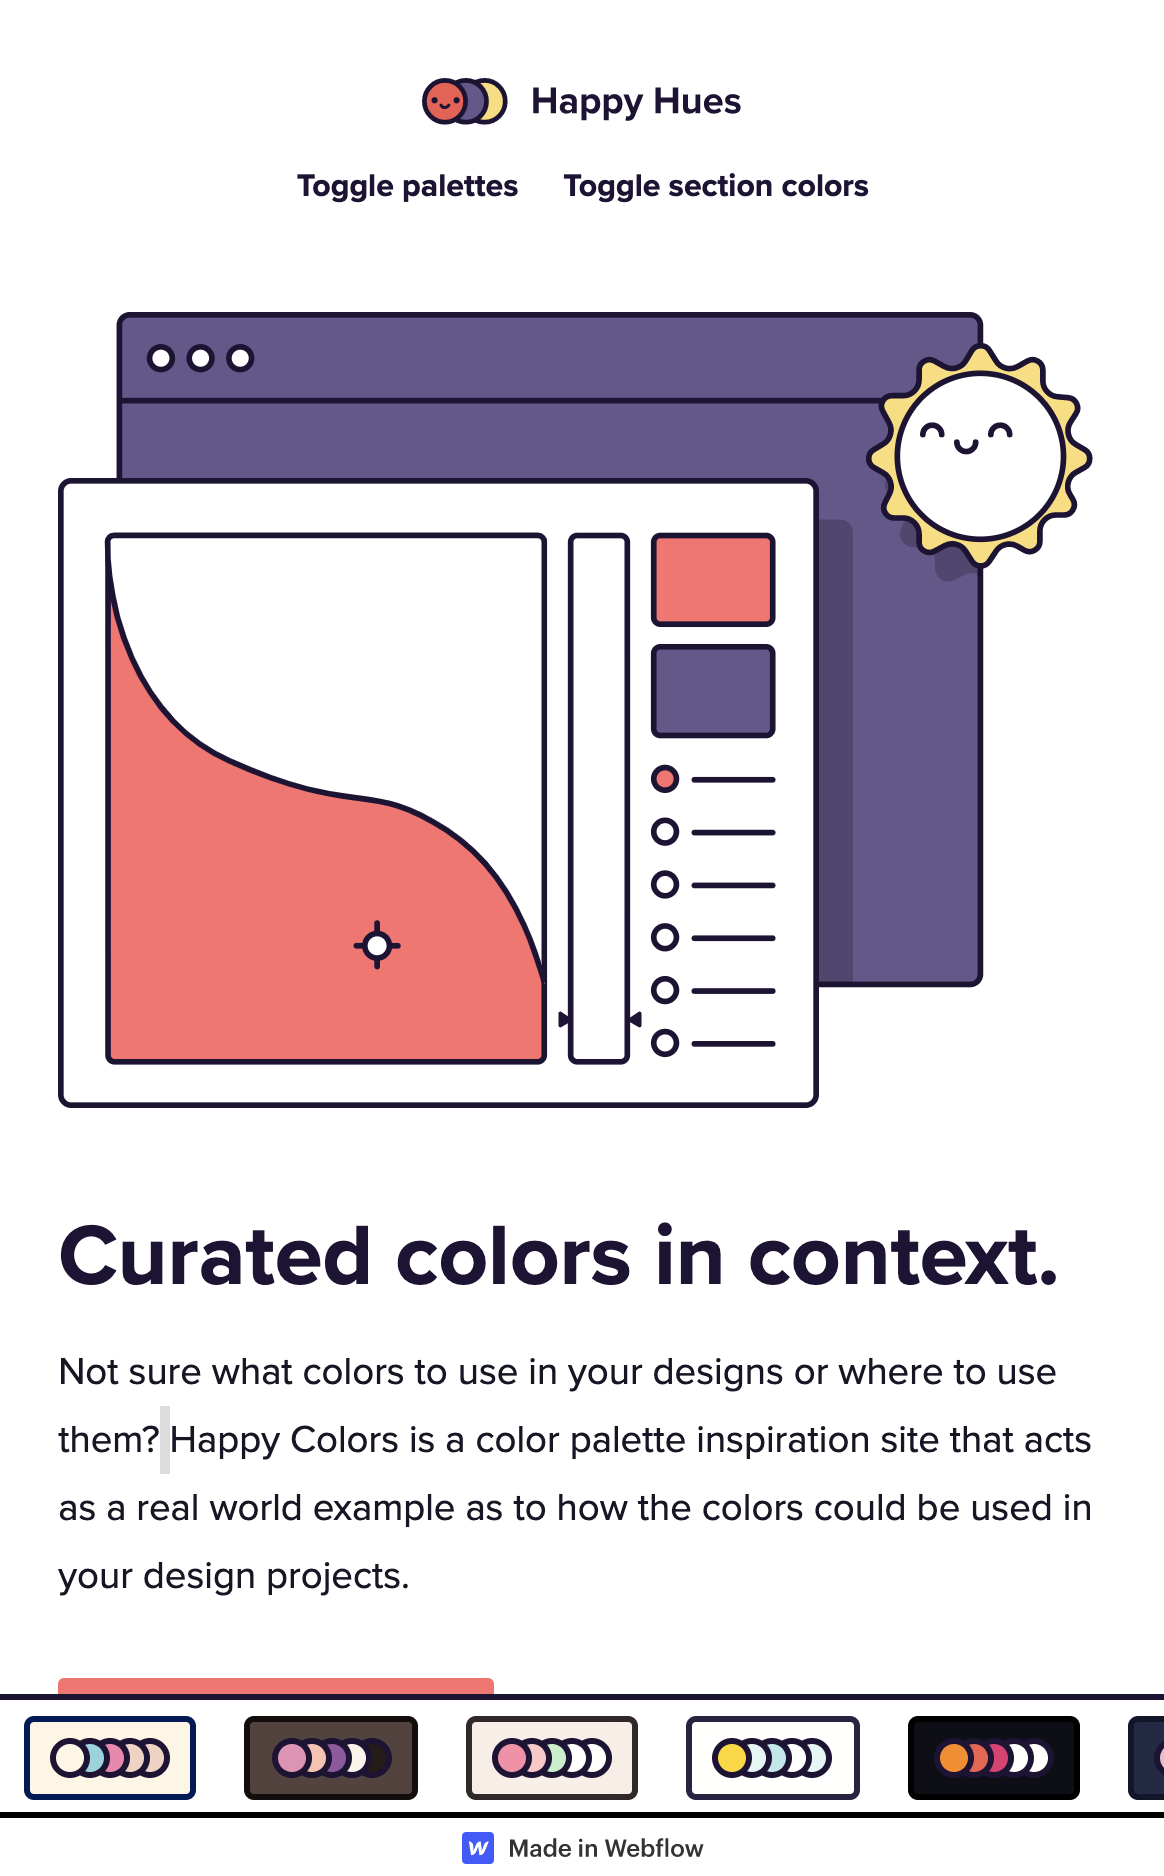 Happy Hues
Toggle palettes Toggle section colors
Curated colors in context.
Not sure what colors to use in your designs or where to use
them? Happy Colors is a color palette inspiration site that acts
as a real world example as to how the colors could be used in
your design projects.
Made in Webflow